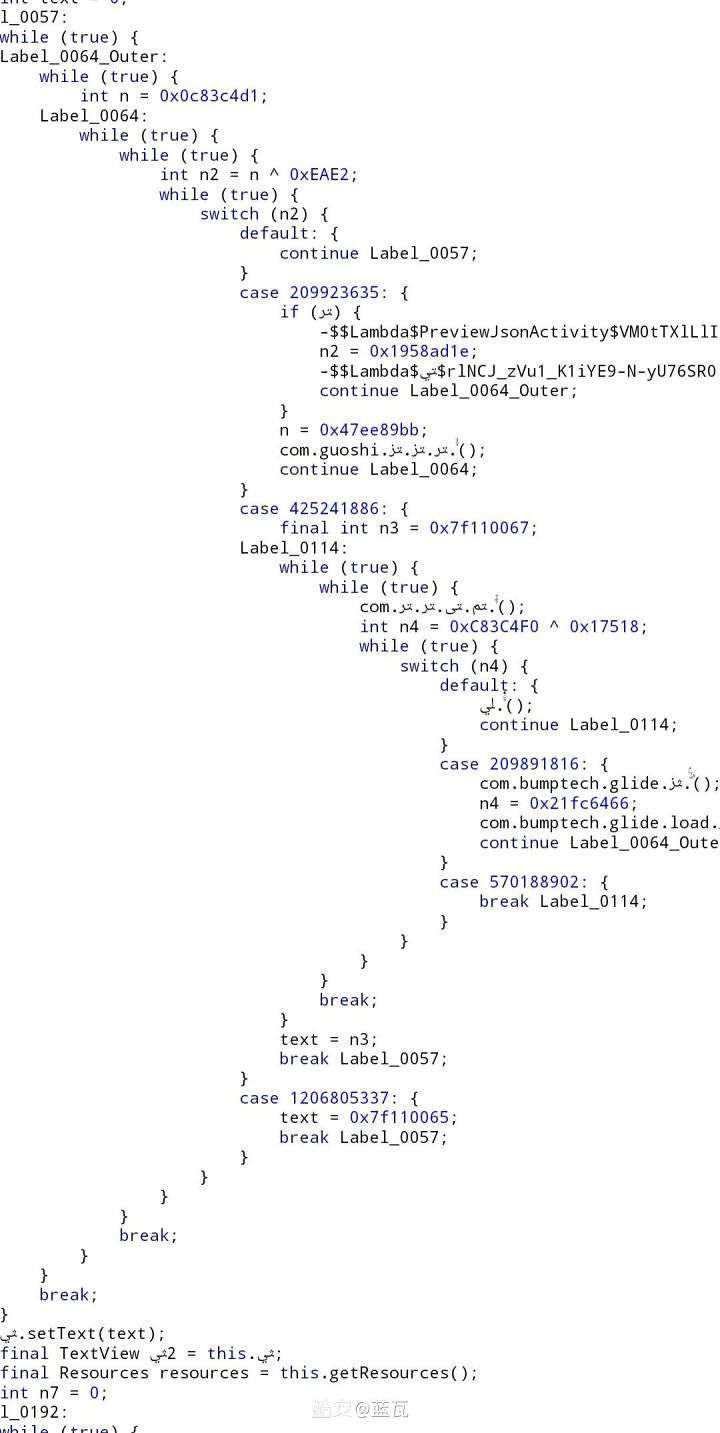 int text = 0;
l_0057:
while (true) {
Label_0064_Outer:
while (true) {
int n = 0x0c83c4d1;
Label_0064:
while (true) {
while (true) {
int n2 = n ^ 0xEAE2;
while (true) {
switch (n2) {
default: {
continue Label_0057;
}
case 209923635: {
if (تر) {
-$$Lambda$PreviewJsonActivity$VM0tTXlLlI
n2 = 0x1958ad1e;
-$$Lambda$تي$rlNCJ_zVu1_K1iYE9-N-yU76SR0
continue Label_0064_Outer;
}
n = 0x47ee89bb;
com.guoshi.تر.تز.تز.();
continue Label_0064;
}
case 425241886: {
final int n3 = 0x7f110067;
Label_0114:
while (true) {
while (true) {
com.تم.تى.تر.تر.();
int n4 = 0xC83C4F0 ^ 0x17518;
while (true) {
switch (n4) {
default: {
لي.();
continue Label_0114;
}
case 209891816: {
com.bumptech.glide.ثز.();
n4 = 0x21fc6466;
com.bumptech.glide.load.
continue Label_0064_Oute
}
case 570188902: {
break Label_0114;
}
}
}
}
break;
}
text = n3;
break Label_0057;
}
case 1206805337: {
text = 0x7f110065;
break Label_0057;
}
}
}
}
break;
}
}
break;
}
ثي.setText(text);
final TextView ثي2 = this.ثي;
final Resources resources = this.getResources();
int n7 = 0;
l_0192:
while (true) {
酷安@蓝瓦